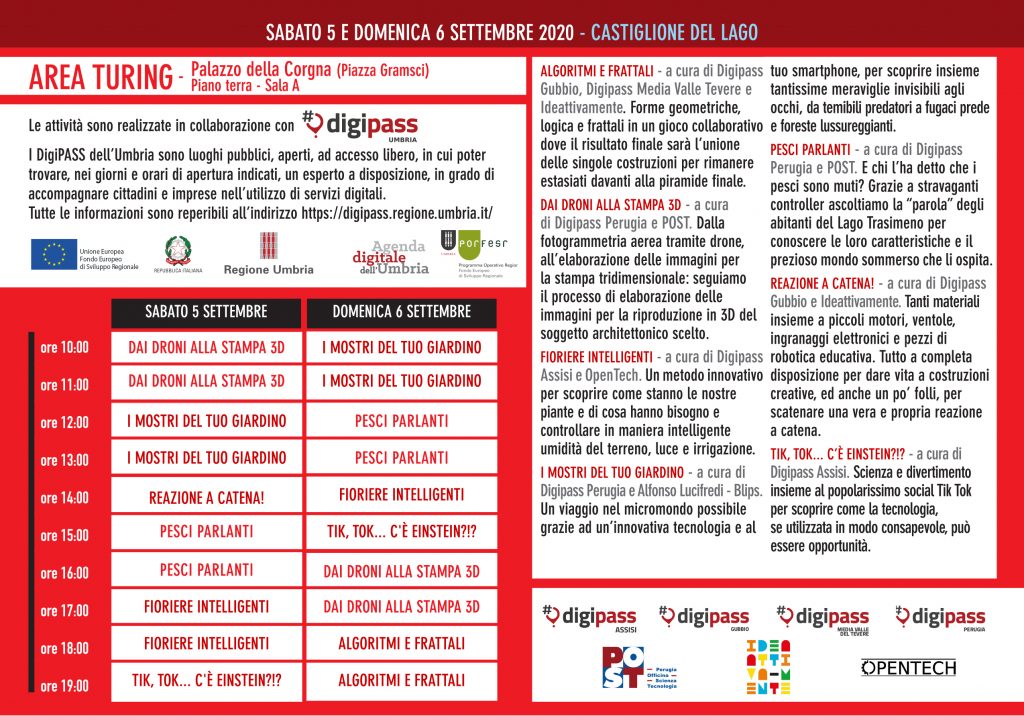 SABATO 5 E DOMENICA 6 SETTEMBRE 2020 - CASTIGLIONE DEL LAGO
AREA TURING - Palazzo della Corgna (Piazza Gramsci)
Piano terra - Sala A
Le attività sono realizzate in collaborazione con # digipass
UMBRIA
I DigiPASS dell'Umbria sono luoghi pubblici, aperti, ad accesso libero, in cui poter
trovare, nei giorni e orari di apertura indicati, un esperto a disposizione, in grado di
accompagnare cittadini e imprese nell'utilizzo di servizi digitali.
Tutte le informazioni sono reperibili all'indirizzo https://digipass.regione.umbria.it/
Unione Europea
Fondo Europeo
di Sviluppo Regionale
REPUBBLICA ITALIANA
Regione Umbria
Agenda
digitale
dell'Umbria
porfesr
Programma Operativo Regior
Fondo Europeo
di Sviluppo Regionale
SABATO 5 SETTEMBRE DOMENICA 6 SETTEMBRE
ore 10:00 DAI DRONI ALLA STAMPA 3D I MOSTRI DEL TUO GIARDINO
ore 11:00 DAI DRONI ALLA STAMPA 3D I MOSTRI DEL TUO GIARDINO
ore 12:00 I MOSTRI DEL TUO GIARDINO PESCI PARLANTI
ore 13:00 I MOSTRI DEL TUO GIARDINO PESCI PARLANTI
ore 14:00 REAZIONE A CATENA! FIORIERE INTELLIGENTI
ore 15:00 PESCI PARLANTI TIK, TOK... C'È EINSTEIN?!?
ore 16:00 PESCI PARLANTI DAI DRONI ALLA STAMPA 3D
ore 17:00 FIORIERE INTELLIGENTI DAI DRONI ALLA STAMPA 3D
ore 18:00 FIORIERE INTELLIGENTI ALGORITMI E FRATTALI
ore 19:00 TIK, TOK... C'È EINSTEIN?!? ALGORITMI E FRATTALI
ALGORITMI E FRATTALI - a cura di Digipass
Gubbio, Digipass Media Valle Tevere e
Ideattivamente. Forme geometriche,
logica e frattali in un gioco collaborativo
dove il risultato finale sarà l'unione
delle singole costruzioni per rimanere
estasiati davanti alla piramide finale.
DAI DRONI ALLA STAMPA 3D - a cura
di Digipass Perugia e POST. Dalla
fotogrammetria aerea tramite drone,
all'elaborazione delle immagini per
la stampa tridimensionale: seguiamo
il processo di elaborazione delle
immagini per la riproduzione in 3D del
soggetto architettonico scelto.
FIORIERE INTELLIGENTI - a cura di Digipass
Assisi e OpenTech. Un metodo innovativo
per scoprire come stanno le nostre
piante e di cosa hanno bisogno e
controllare in maniera intelligente
umidità del terreno, luce e irrigazione.
I MOSTRI DEL TUO GIARDINO - a cura di
Digipass Perugia e Alfonso Lucifredi - Blips.
Un viaggio nel micromondo possibile
grazie ad un'innovativa tecnologia e al
tuo smartphone, per scoprire insieme
tantissime meraviglie invisibili agli
occhi, da temibili predatori a fugaci prede
e foreste lussureggianti.
PESCI PARLANTI - a cura di Digipass
Perugia e POST. E chi l'ha detto che i
pesci sono muti? Grazie a stravaganti
controller ascoltiamo la "parola" degli
abitanti del Lago Trasimeno per
conoscere le loro caratteristiche e il
prezioso mondo sommerso che li ospita.
REAZIONE A CATENA! - a cura di Digipass
Gubbio e Ideattivamente. Tanti materiali
insieme a piccoli motori, ventole,
ingranaggi elettronici e pezzi di
robotica educativa. Tutto a completa
disposizione per dare vita a costruzioni
creative, ed anche un po' folli, per
scatenare una vera e propria reazione
a catena.
TIK, TOK... C'È EINSTEIN?!? - a cura di
Digipass Assisi. Scienza e divertimento
insieme al popolarissimo social Tik Tok
per scoprire come la tecnologia,
se utilizzata in modo consapevole, può
essere opportunità.
# digipass # digipass # digipass # digipass
ASSISI GUBBIO MEDIA VALLE DEL TEVERE PERUGIA
POST
Perugia
Officina
Scienza
Tecnologia
IDE
ATT
IVA
ME
NTE
OPENTECH